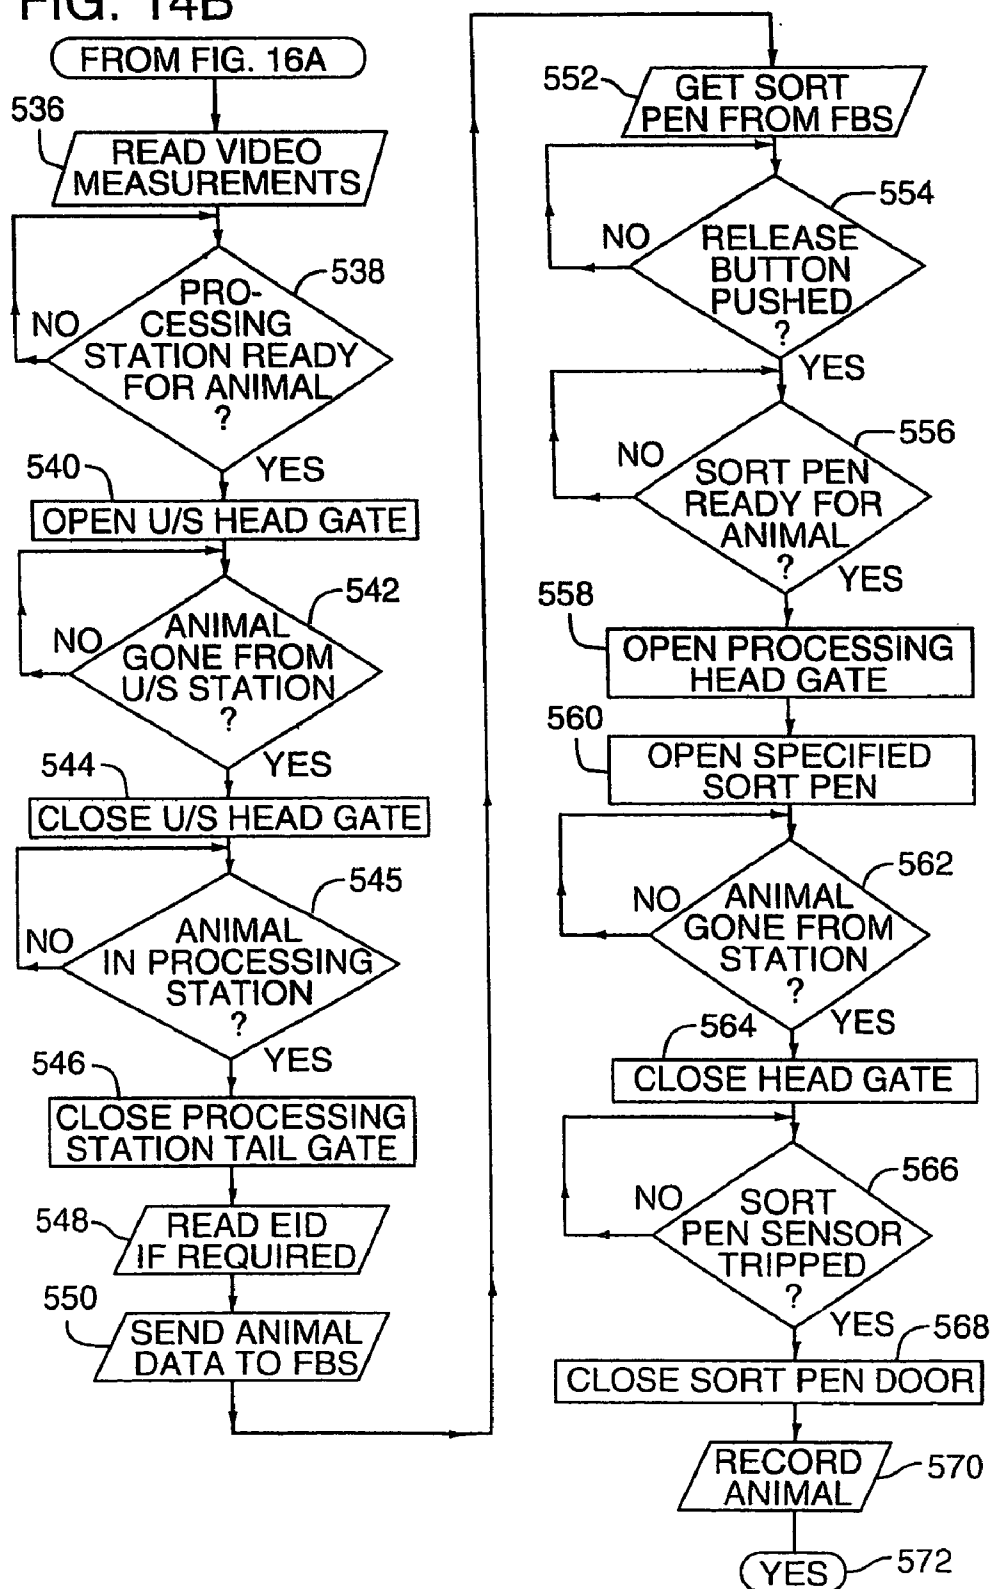 FIG. 14B
FROM FIG. 16A
536
READ VIDEO
MEASUREMENTS
538
PRO-
CESSING
STATION READY
FOR ANIMAL
?
NO
YES
540
OPEN U/S HEAD GATE
542
ANIMAL
GONE FROM
U/S STATION
?
NO
YES
544
CLOSE U/S HEAD GATE
545
ANIMAL
IN PROCESSING
STATION
?
NO
YES
546
CLOSE PROCESSING
STATION TAIL GATE
548
READ EID
IF REQUIRED
550
SEND ANIMAL
DATA TO FBS
552
GET SORT
PEN FROM FBS
554
RELEASE
BUTTON
PUSHED
?
NO
YES
556
SORT PEN
READY FOR
ANIMAL
?
NO
YES
558
OPEN PROCESSING
HEAD GATE
560
OPEN SPECIFIED
SORT PEN
562
ANIMAL
GONE FROM
STATION
?
NO
YES
564
CLOSE HEAD GATE
566
SORT
PEN SENSOR
TRIPPED
?
NO
YES
568
CLOSE SORT PEN DOOR
570
RECORD
ANIMAL
YES
572